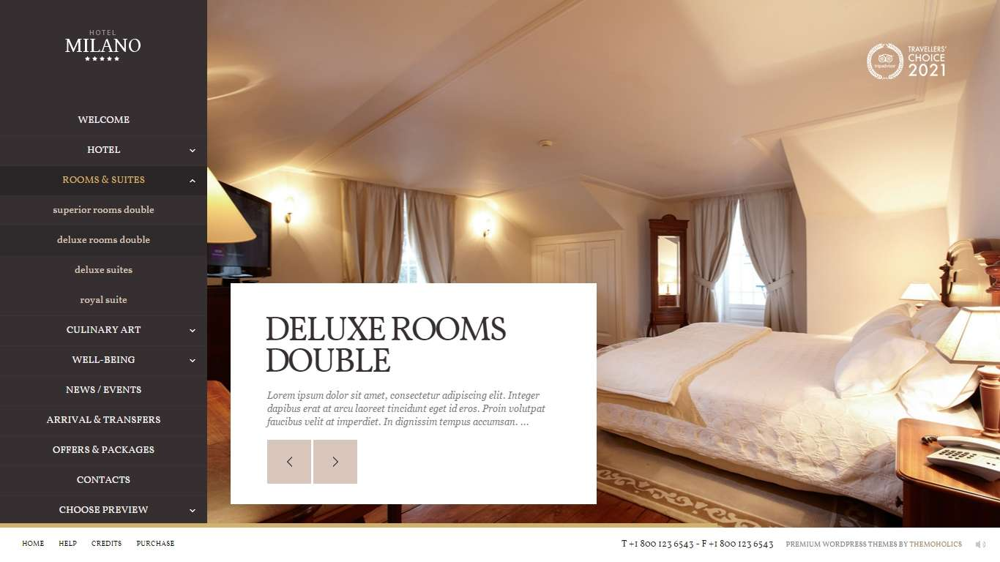 HOTEL
MILANO
WELCOME
HOTEL
ROOMS & SUITES
superior rooms double
deluxe rooms double
deluxe suites
royal suite
CULINARY ART
WELL-BEING
NEWS / EVENTS
ARRIVAL & TRANSFERS
OFFERS & PACKAGES
CONTACTS
CHOOSE PREVIEW
tripadvisor
TRAVELLERS'
CHOICE
2021
DELUXE ROOMS
DOUBLE
Lorem ipsum dolor sit amet, consectetur adipiscing elit. Integer
dapibus erat at arcu laoreet tincidunt eget id eros. Proin volutpat
faucibus velit at imperdiet. In dignissim tempus accumsan. ...
HOME HELP CREDITS PURCHASE
T +1 800 123 6543 - F +1 800 123 6543 PREMIUM WORDPRESS THEMES BY THEMOHOLICS